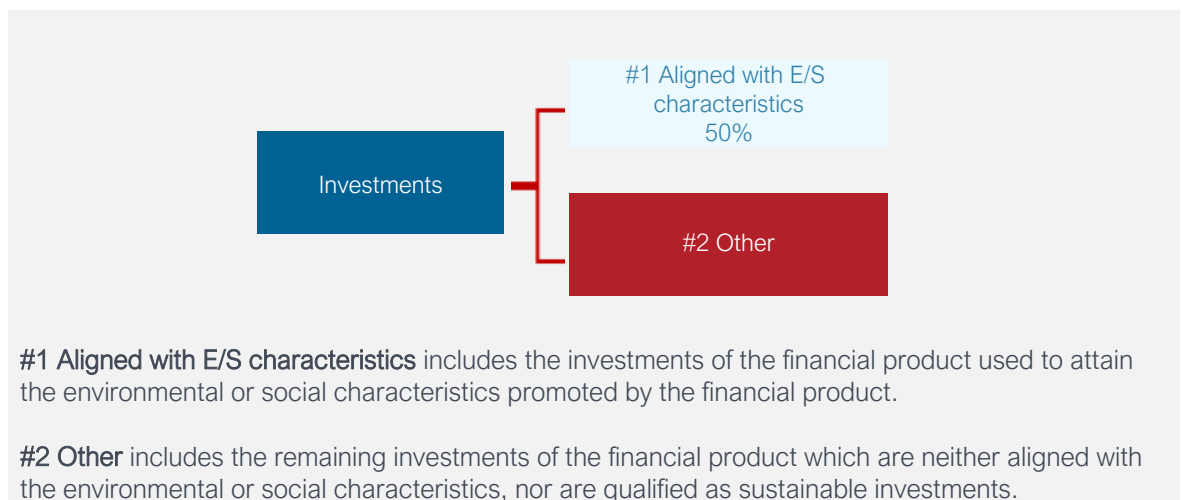 #1 Aligned with E/S
characteristics
50%
Investments
#2 Other
#1 Aligned with E/S characteristics includes the investments of the financial product used to attain
the environmental or social characteristics promoted by the financial product.
#2 Other includes the remaining investments of the financial product which are neither aligned with
the environmental or social characteristics, nor are qualified as sustainable investments.